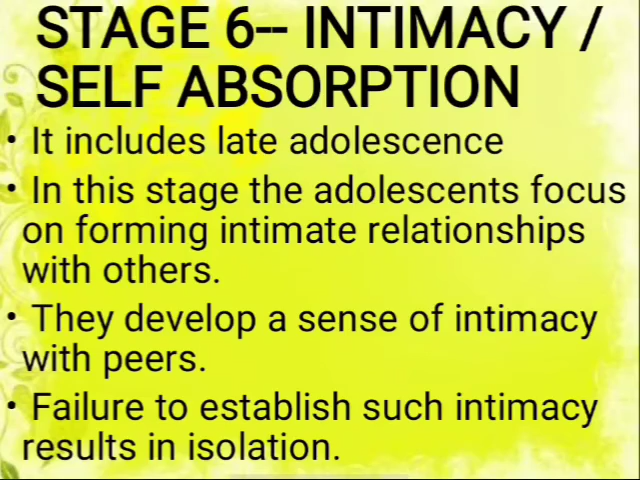 STAGE 6-- INTIMACY /
SELF ABSORPTION
• It includes late adolescence
• In this stage the adolescents focus
on forming intimate relationships
with others.
• They develop a sense of intimacy
with peers.
• Failure to establish such intimacy
results in isolation.